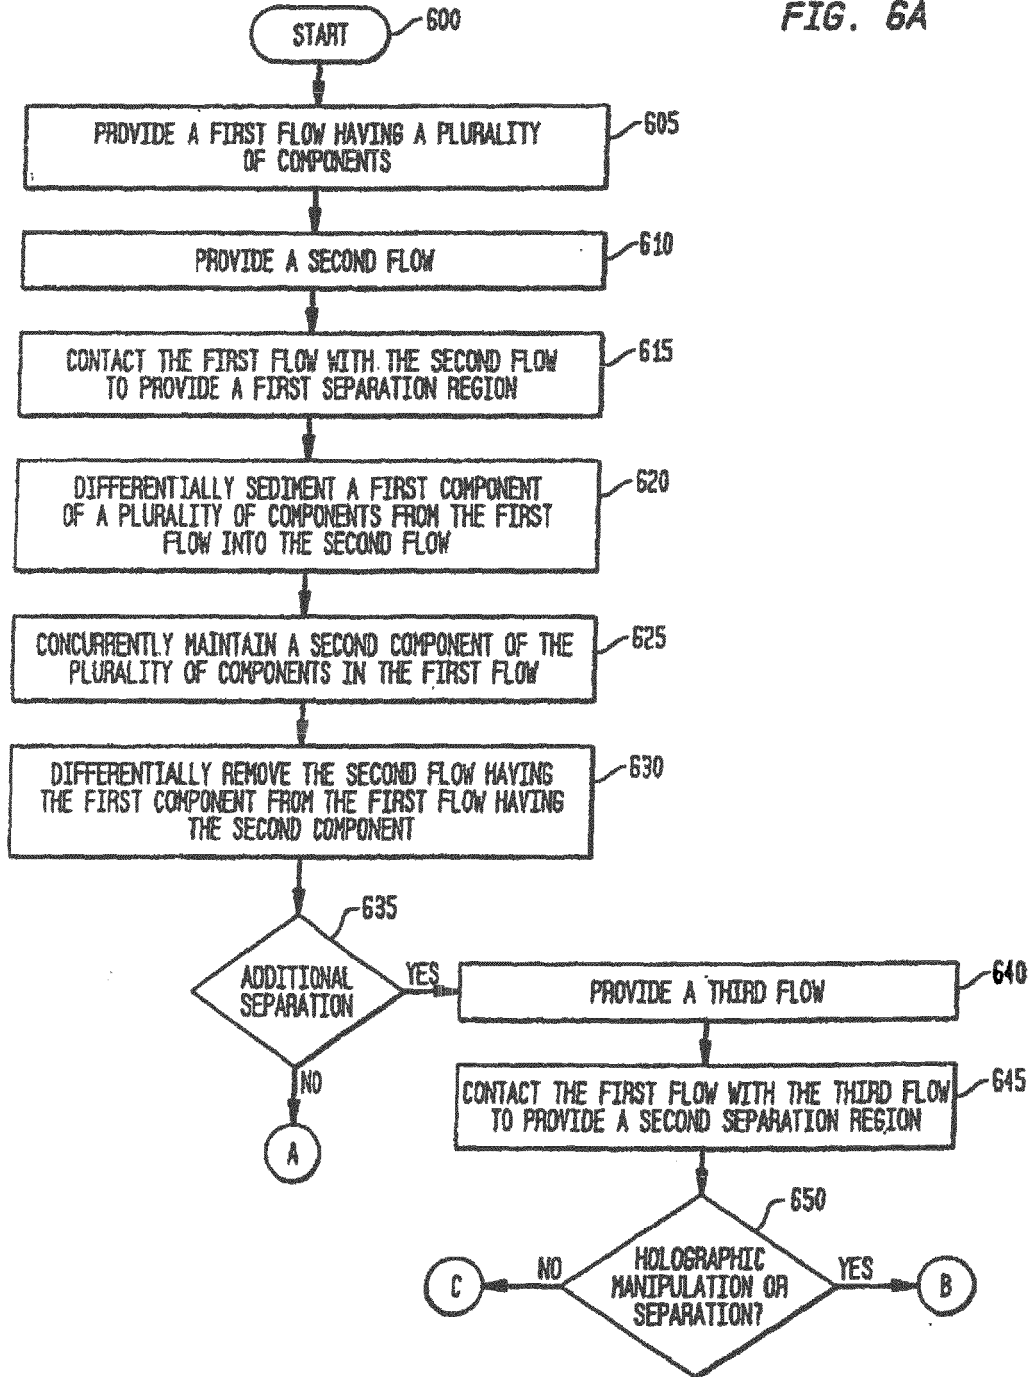 FIG. 6A
START
600
PROVIDE A FIRST FLOW HAVING A PLURALITY
OF COMPONENTS
605
PROVIDE A SECOND FLOW
610
CONTACT THE FIRST FLOW WITH THE SECOND FLOW
TO PROVIDE A FIRST SEPARATION REGION
615
DIFFERENTIALLY SEDIMENT A FIRST COMPONENT
OF A PLURALITY OF COMPONENTS FROM THE FIRST
FLOW INTO THE SECOND FLOW
620
CONCURRENTLY MAINTAIN A SECOND COMPONENT OF THE
PLURALITY OF COMPONENTS IN THE FIRST FLOW
625
DIFFERENTIALLY REMOVE THE SECOND FLOW HAVING
THE FIRST COMPONENT FROM THE FIRST FLOW HAVING
THE SECOND COMPONENT
630
635
ADDITIONAL
SEPARATION
YES
NO
A
PROVIDE A THIRD FLOW
640
CONTACT THE FIRST FLOW WITH THE THIRD FLOW
TO PROVIDE A SECOND SEPARATION REGION
645
650
HOLOGRAPHIC
MANIPULATION OR
SEPARATION?
NO
C
YES
B